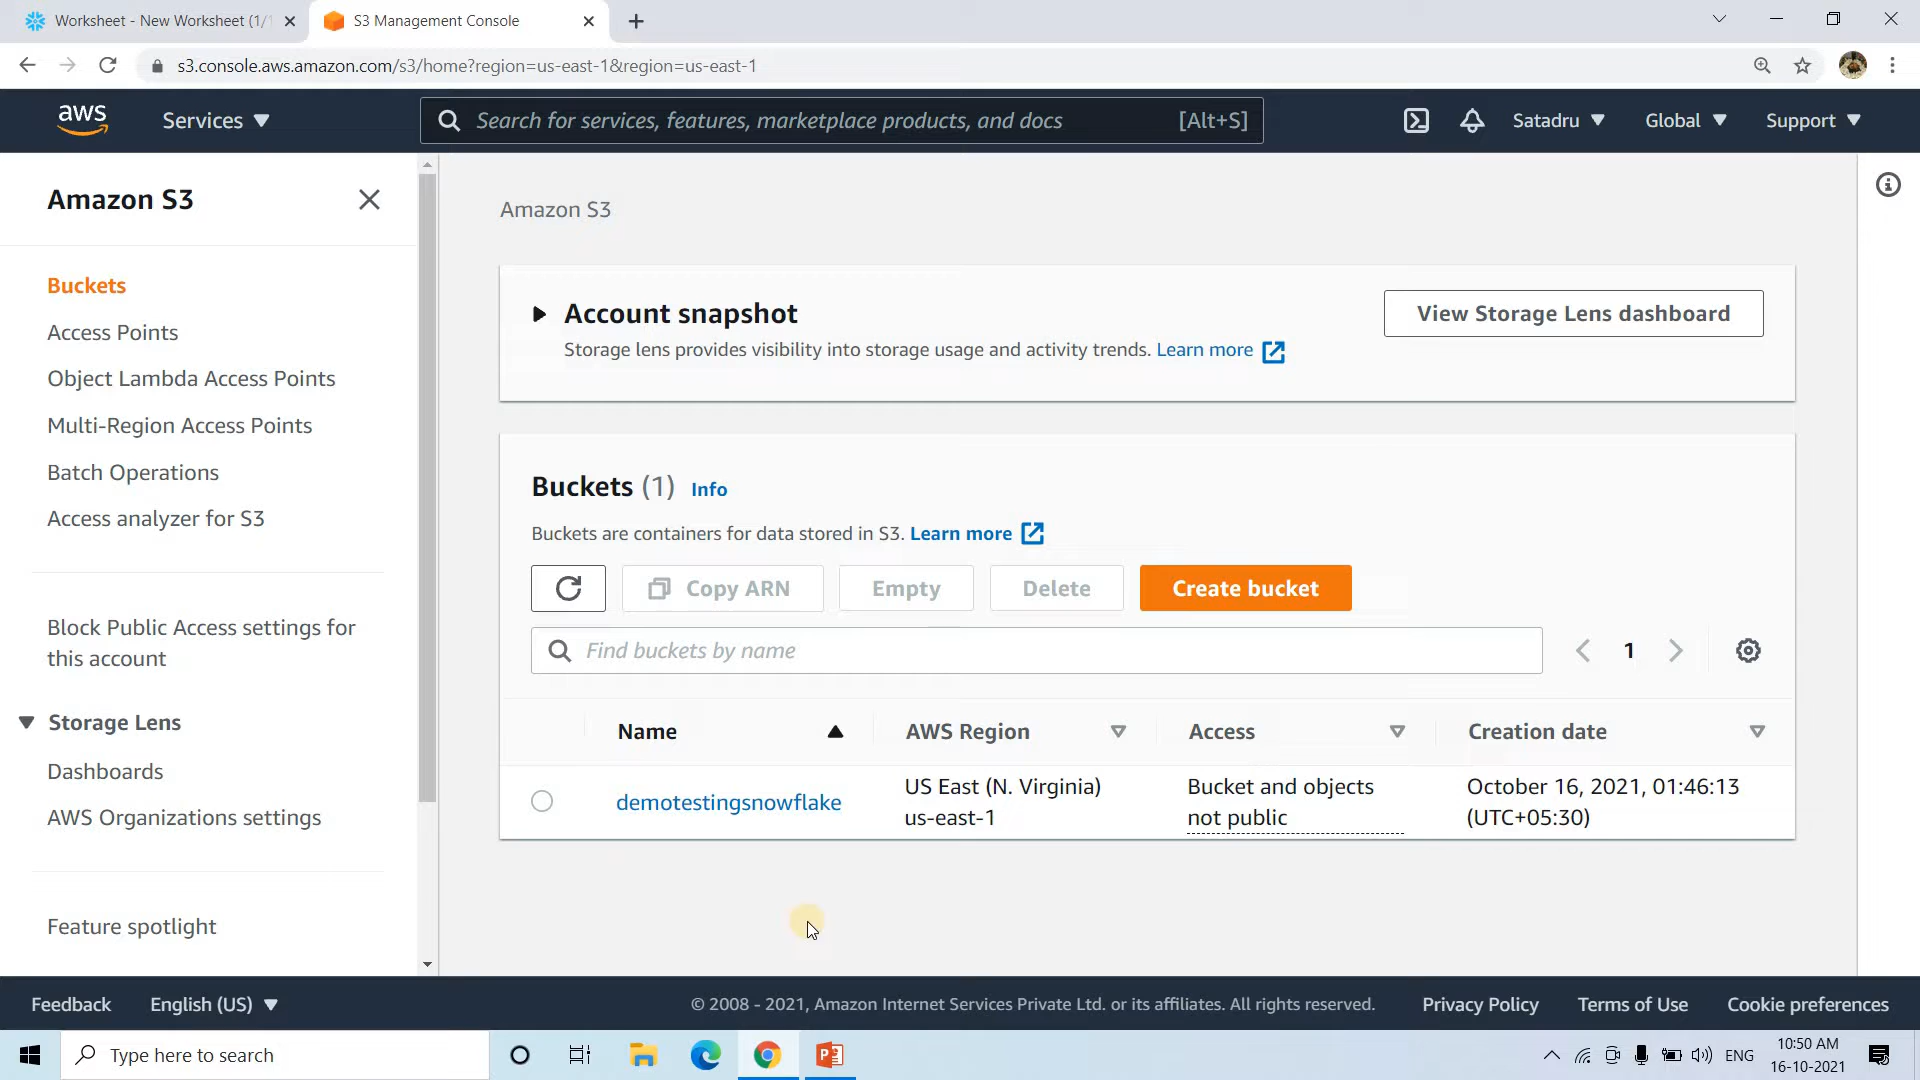 Worksheet - New Worksheet (1/1
S3 Management Console
s3.console.aws.amazon.com/s3/home?region=us-east-1&region=us-east-1
aws
Services
Search for services, features, marketplace products, and docs
[Alt+S]
Satadru
Global
Support
Amazon S3
Buckets
Access Points
Object Lambda Access Points
Multi-Region Access Points
Batch Operations
Access analyzer for S3
Block Public Access settings for
this account
Storage Lens
Dashboards
AWS Organizations settings
Feature spotlight
Amazon S3
Account snapshot
View Storage Lens dashboard
Storage lens provides visibility into storage usage and activity trends. Learn more
Buckets (1) Info
Buckets are containers for data stored in S3. Learn more
Copy ARN
Empty
Delete
Create bucket
Find buckets by name
1
Name
AWS Region
Access
Creation date
demotestingsnowflake
US East (N. Virginia)
us-east-1
Bucket and objects
not public
October 16, 2021, 01:46:13
(UTC+05:30)
Feedback
English (US)
© 2008 - 2021, Amazon Internet Services Private Ltd. or its affiliates. All rights reserved.
Privacy Policy
Terms of Use
Cookie preferences
Type here to search
ENG
10:50 AM
16-10-2021